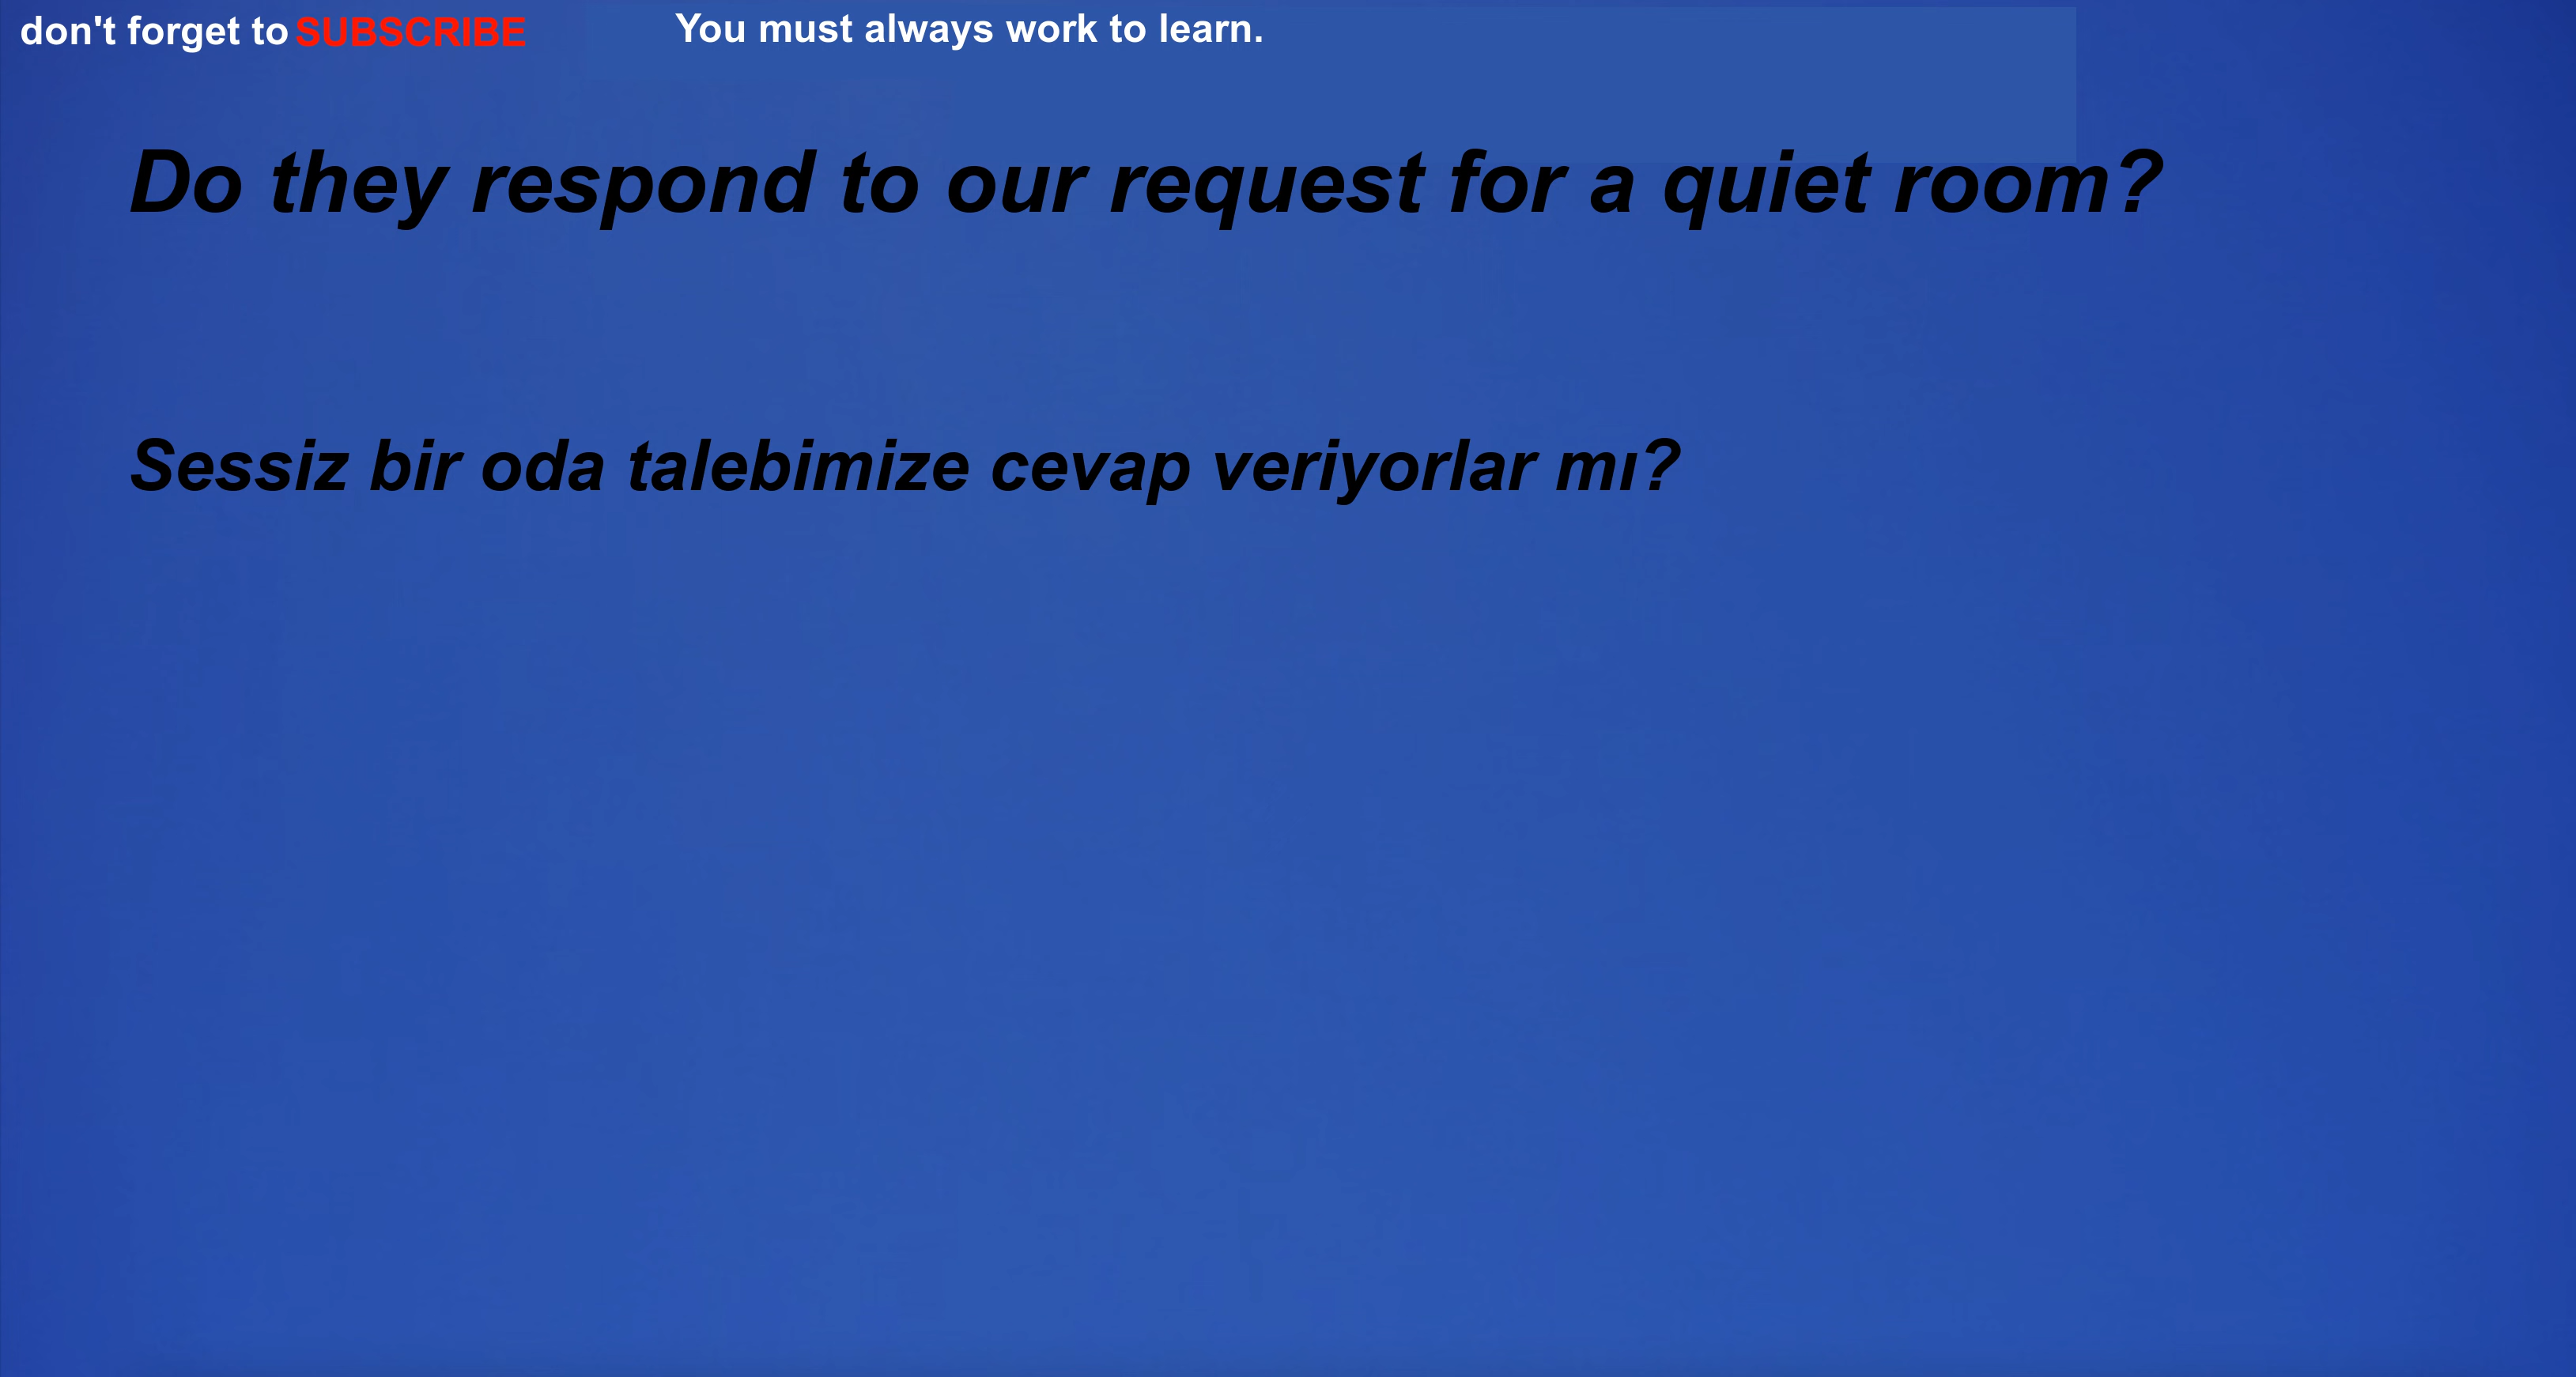 don't forget to SUBSCRIBE You must always work to learn.
Do they respond to our request for a quiet room?
Sessiz bir oda talebimize cevap veriyorlar mı?